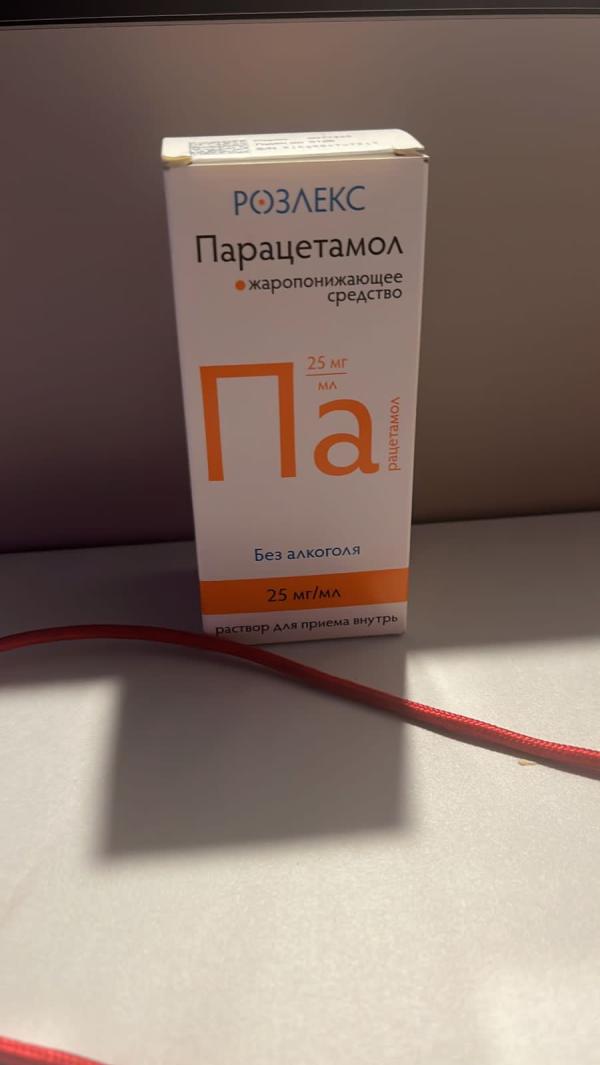 РОЗЛЕКС
Парацетамол
жаропонижающее
средство
25 мг
мл
Па
рацетамол
Без алкоголя
25 мг/мл
раствор для приема внутрь